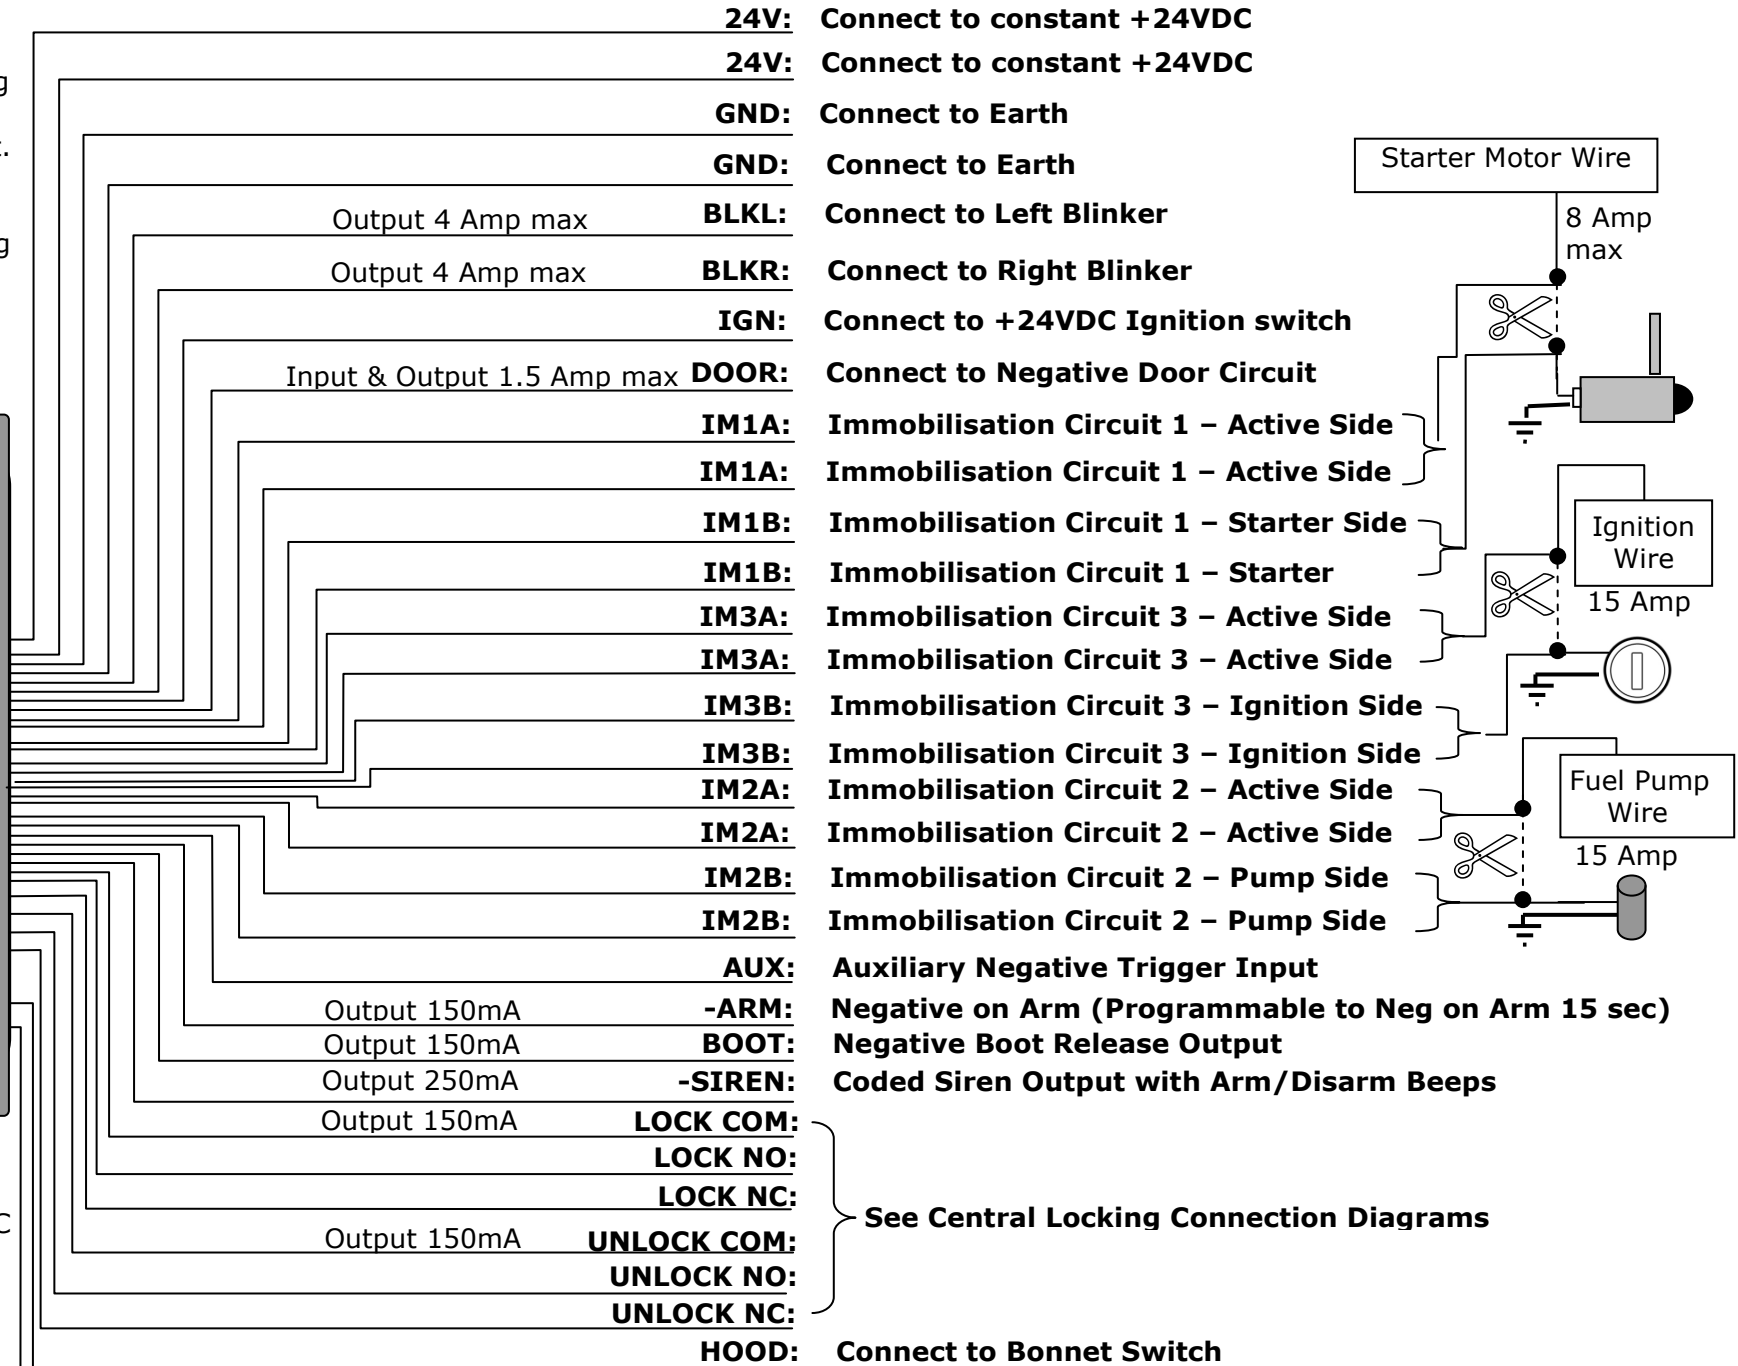 24V: Connect to constant +24VDC
24V: Connect to constant +24VDC
g
GND: Connect to Earth
t.
GND: Connect to Earth
Starter Motor Wire
Output 4 Amp max BLKL: Connect to Left Blinker
8 Amp
max
g
Output 4 Amp max BLKR: Connect to Right Blinker
IGN: Connect to +24VDC Ignition switch
Input & Output 1.5 Amp max DOOR: Connect to Negative Door Circuit
IM1A: Immobilisation Circuit 1 – Active Side
IM1A: Immobilisation Circuit 1 – Active Side
IM1B: Immobilisation Circuit 1 – Starter Side
Ignition
Wire
IM1B: Immobilisation Circuit 1 – Starter
15 Amp
IM3A: Immobilisation Circuit 3 – Active Side
IM3A: Immobilisation Circuit 3 – Active Side
IM3B: Immobilisation Circuit 3 – Ignition Side
IM3B: Immobilisation Circuit 3 – Ignition Side
Fuel Pump
Wire
IM2A: Immobilisation Circuit 2 – Active Side
IM2A: Immobilisation Circuit 2 – Active Side
15 Amp
IM2B: Immobilisation Circuit 2 – Pump Side
IM2B: Immobilisation Circuit 2 – Pump Side
AUX: Auxiliary Negative Trigger Input
Output 150mA -ARM: Negative on Arm (Programmable to Neg on Arm 15 sec)
Output 150mA BOOT: Negative Boot Release Output
Output 250mA -SIREN: Coded Siren Output with Arm/Disarm Beeps
Output 150mA LOCK COM:
LOCK NO:
LOCK NC:
C
See Central Locking Connection Diagrams
Output 150mA UNLOCK COM:
UNLOCK NO:
UNLOCK NC:
HOOD: Connect to Bonnet Switch